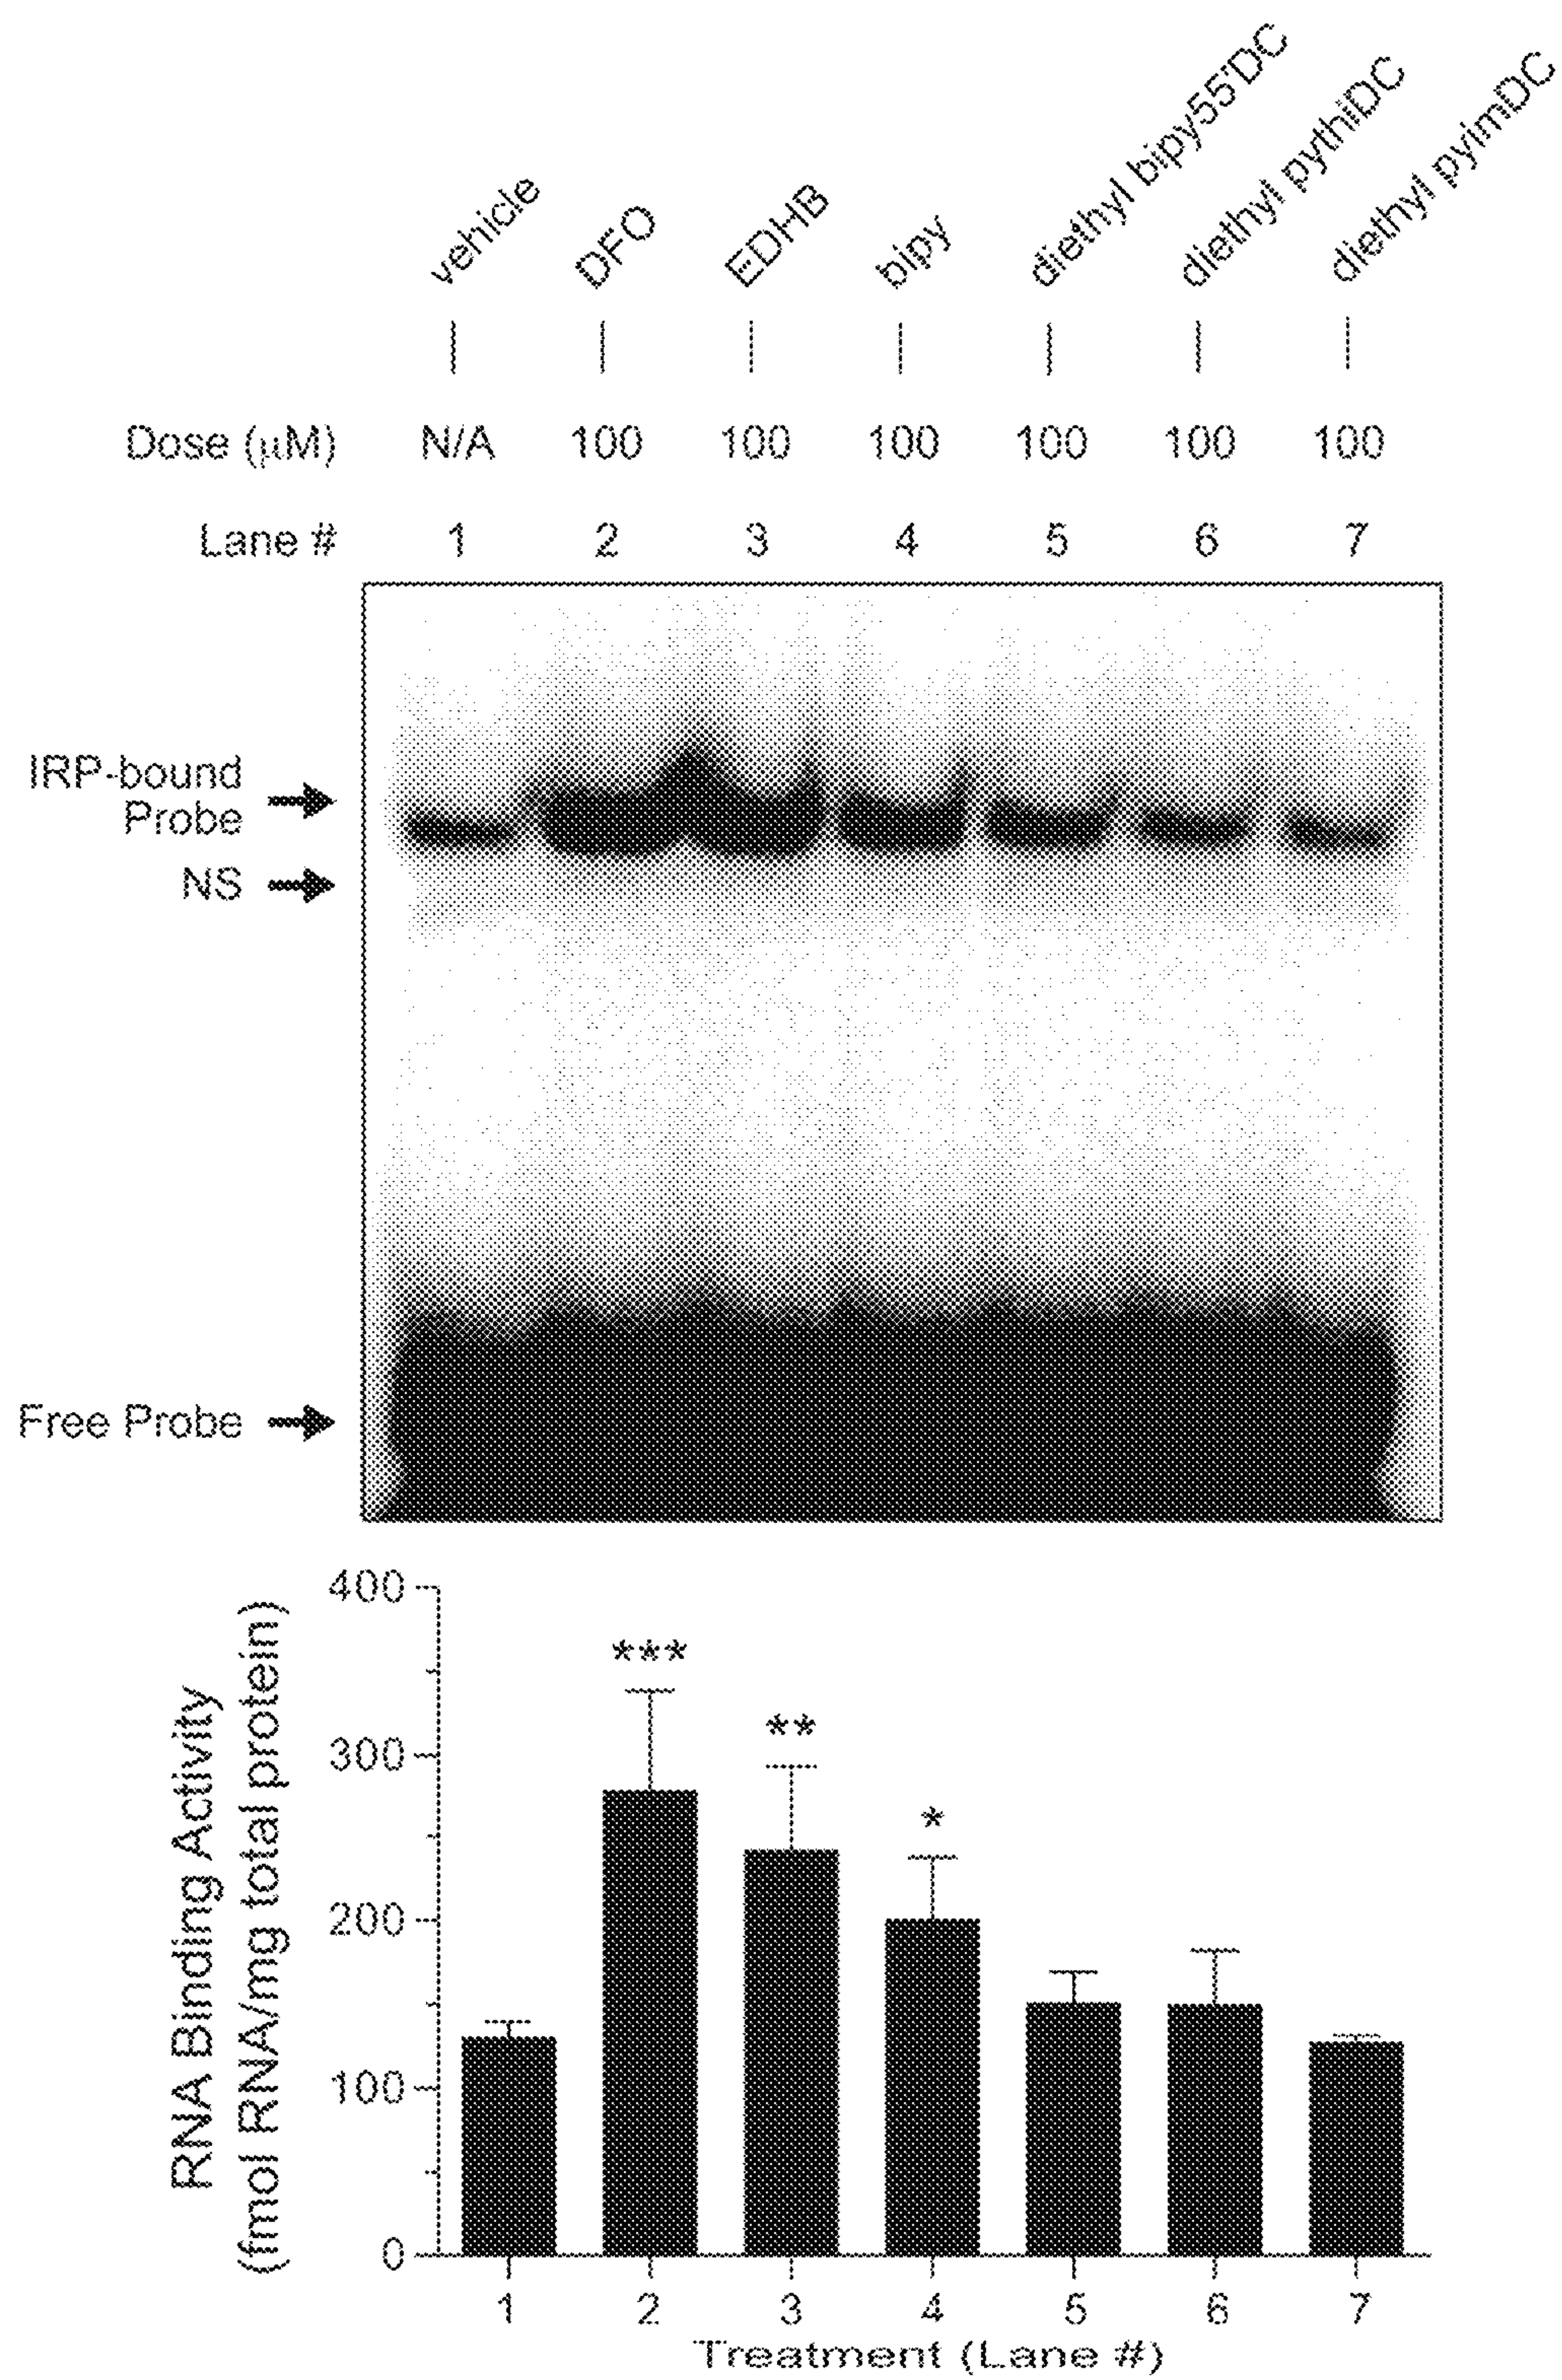 vehicle
DFO
EDHB
bipy
diethyl bipy55'DC
diethyl pythiDC
diethyl pyimDC
Dose (µM) N/A 100 100 100 100 100 100
Lane # 1 2 3 4 5 6 7
IRP-bound
Probe
NS
Free Probe
RNA Binding Activity
(fmol RNA/mg total protein)
400
300
200
100
0
***
**
*
1 2 3 4 5 6 7
Treatment (Lane #)